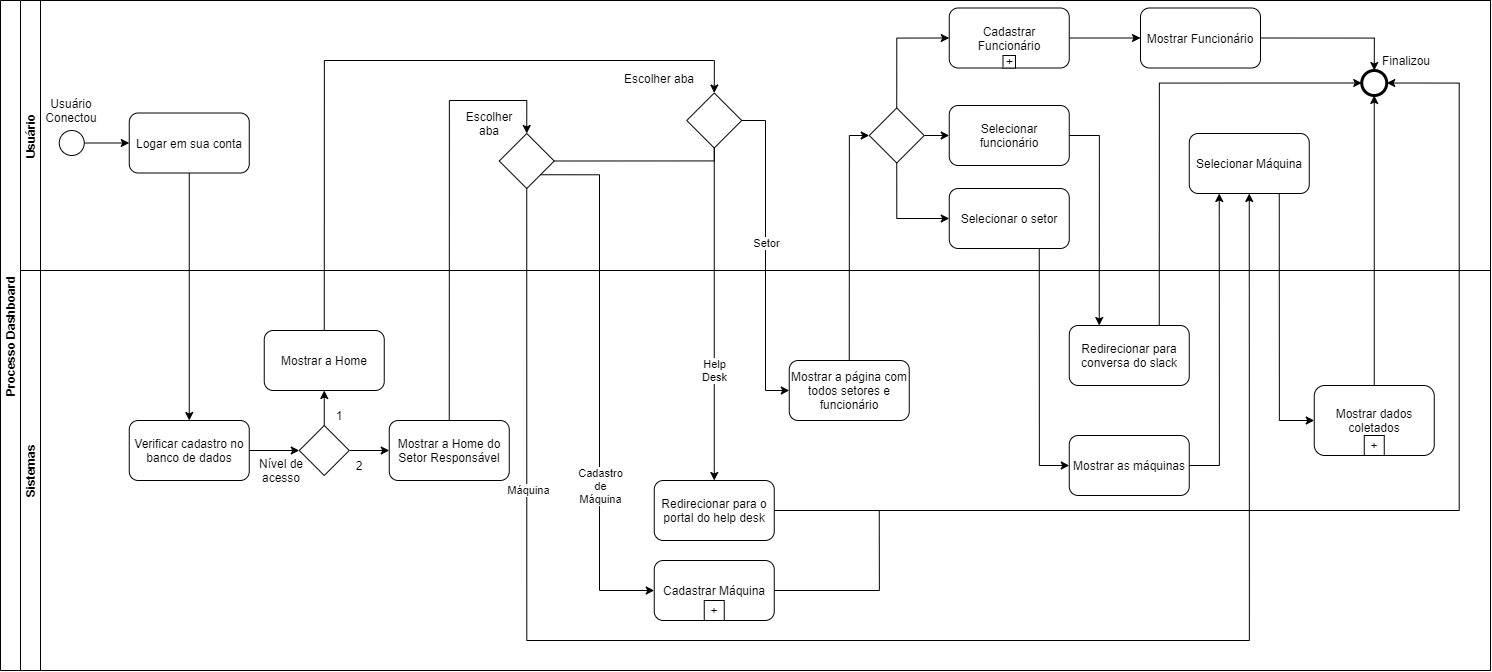 Processo Dashboard
Usuário
Sistemas
Usuário
Conectou
Logar em sua conta
Escolher
aba
Escolher aba
Setor
Cadastrar
Funcionário
+
Mostrar Funcionário
Finalizou
Selecionar
funcionário
Selecionar o setor
Selecionar Máquina
Mostrar a Home
1
Verificar cadastro no
banco de dados
Nível de
acesso
2
Mostrar a Home do
Setor Responsável
Máquina
Cadastro
de
Máquina
Help
Desk
Mostrar a página com
todos setores e
funcionário
Redirecionar para
conversa do slack
Mostrar as máquinas
Mostrar dados
coletados
+
Redirecionar para o
portal do help desk
Cadastrar Máquina
+